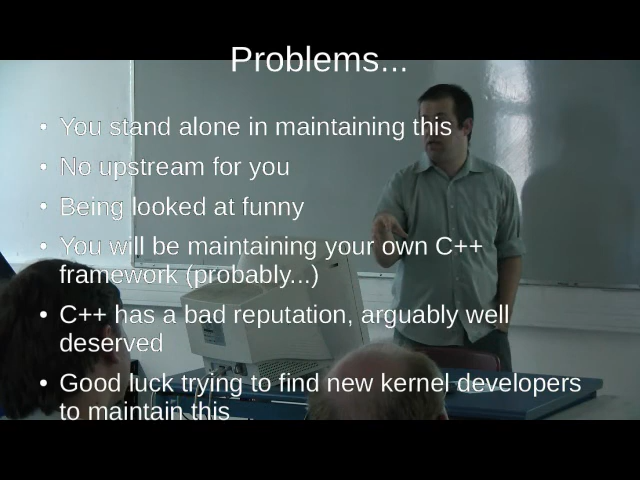 Problems...
• You stand alone in maintaining this
• No upstream for you
• Being looked at funny
• You will be maintaining your own C++
framework (probably...)
• C++ has a bad reputation, arguably well
deserved
• Good luck trying to find new kernel developers
to maintain this